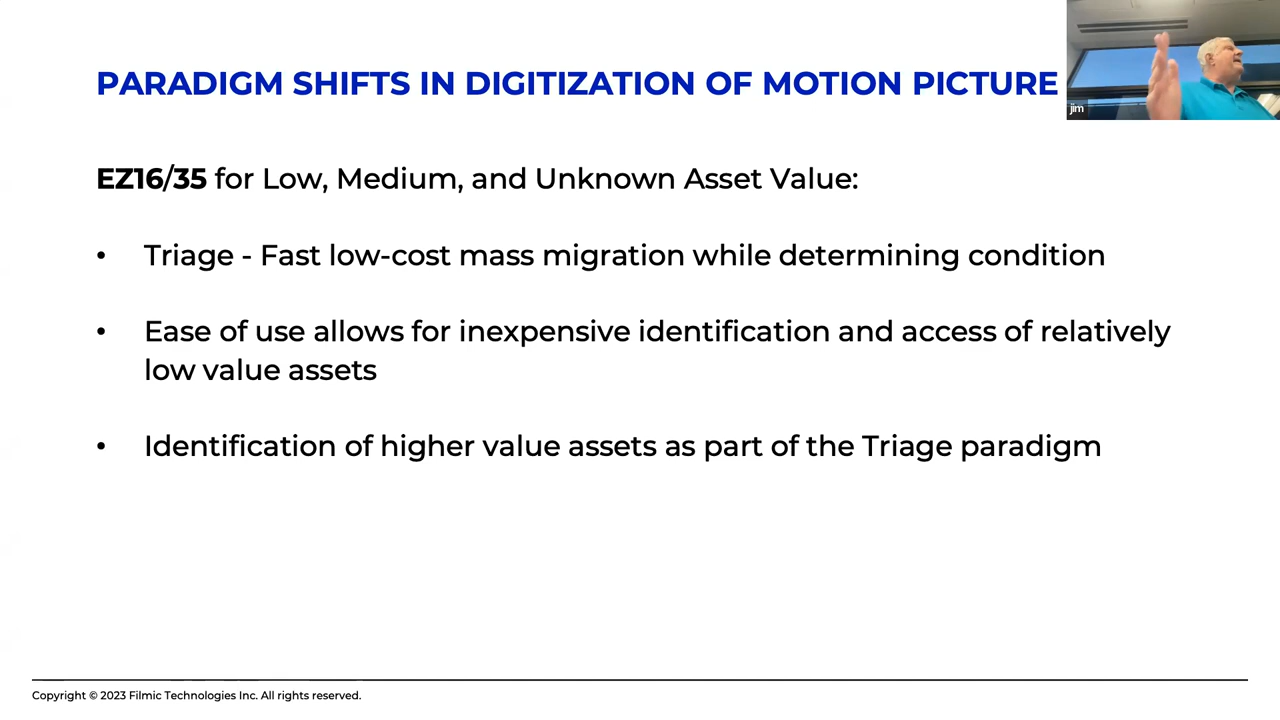 PARADIGM SHIFTS IN DIGITIZATION OF MOTION PICTURE
jim
EZ16/35 for Low, Medium, and Unknown Asset Value:
• Triage - Fast low-cost mass migration while determining condition
• Ease of use allows for inexpensive identification and access of relatively
low value assets
• Identification of higher value assets as part of the Triage paradigm
Copyright © 2023 Filmic Technologies Inc. All rights reserved.